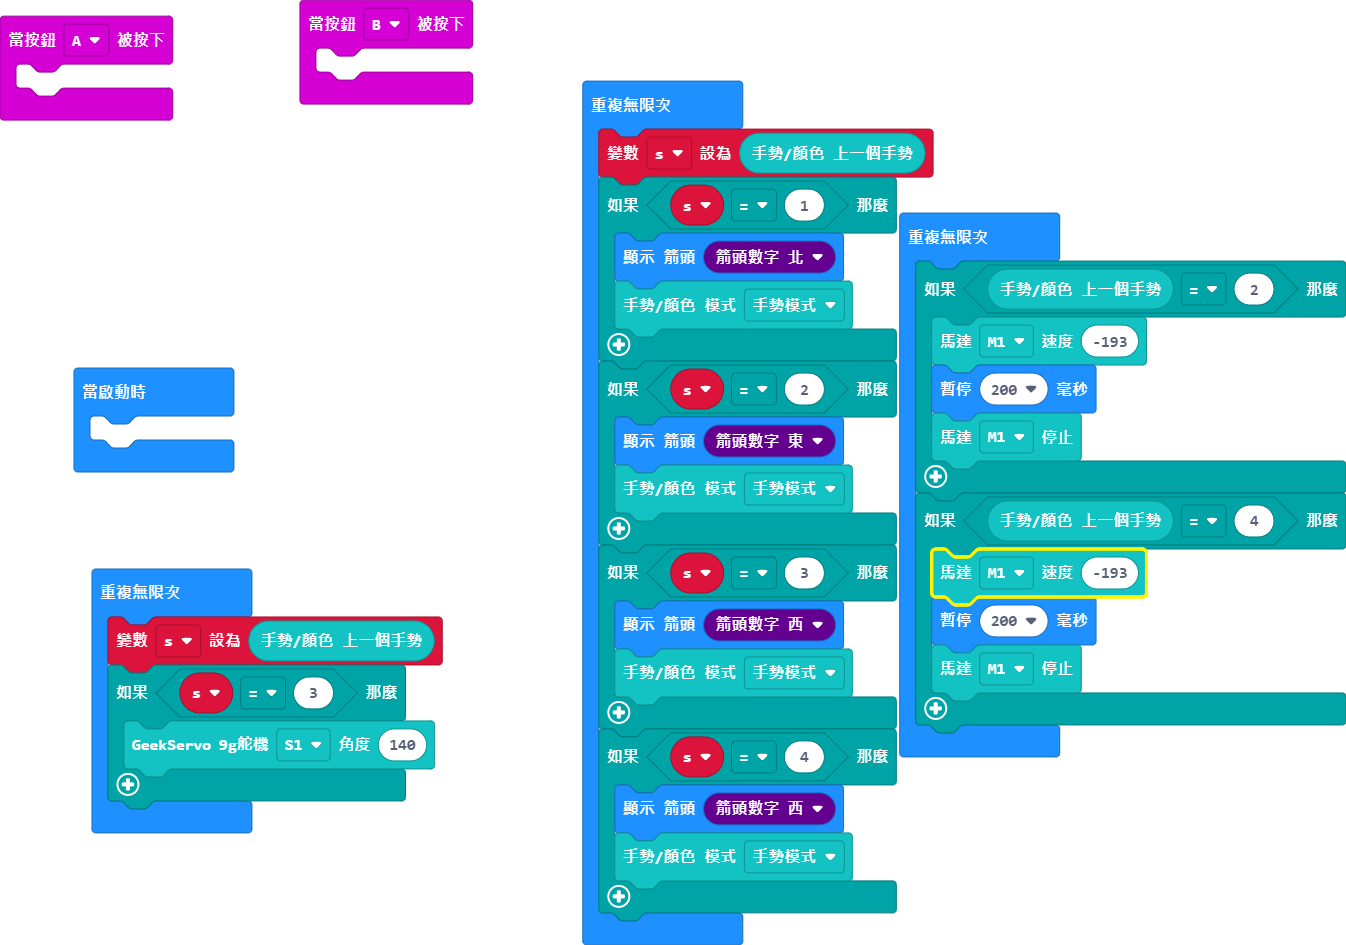 當按鈕 A 被按下
當按鈕 B 被按下
當啟動時
重複無限次
變數 s 設為 手勢/顏色 上一個手勢
如果 s = 3 那麼
GeekServo 9g舵機 S1 角度 140
重複無限次
變數 s 設為 手勢/顏色 上一個手勢
如果 s = 1 那麼
顯示 箭頭 箭頭數字 北
手勢/顏色 模式 手勢模式
如果 s = 2 那麼
顯示 箭頭 箭頭數字 東
手勢/顏色 模式 手勢模式
如果 s = 3 那麼
顯示 箭頭 箭頭數字 西
手勢/顏色 模式 手勢模式
如果 s = 4 那麼
顯示 箭頭 箭頭數字 西
手勢/顏色 模式 手勢模式
重複無限次
如果 手勢/顏色 上一個手勢 = 2 那麼
馬達 M1 速度 -193
暫停 200 毫秒
馬達 M1 停止
如果 手勢/顏色 上一個手勢 = 4 那麼
馬達 M1 速度 -193
暫停 200 毫秒
馬達 M1 停止